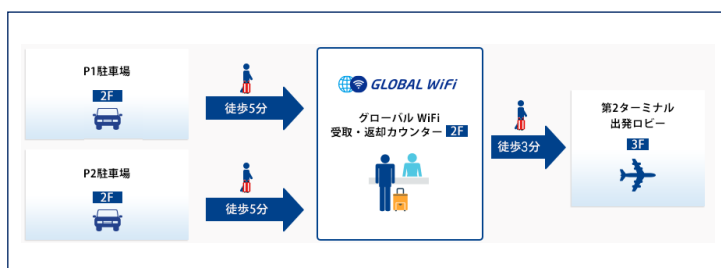 P1駐車場
2F
徒歩5分
P2駐車場
2F
徒歩5分
GLOBAL WiFi
グローバル WiFi
受取・返却カウンター 2F
徒歩3分
第2ターミナル
出発ロビー
3F